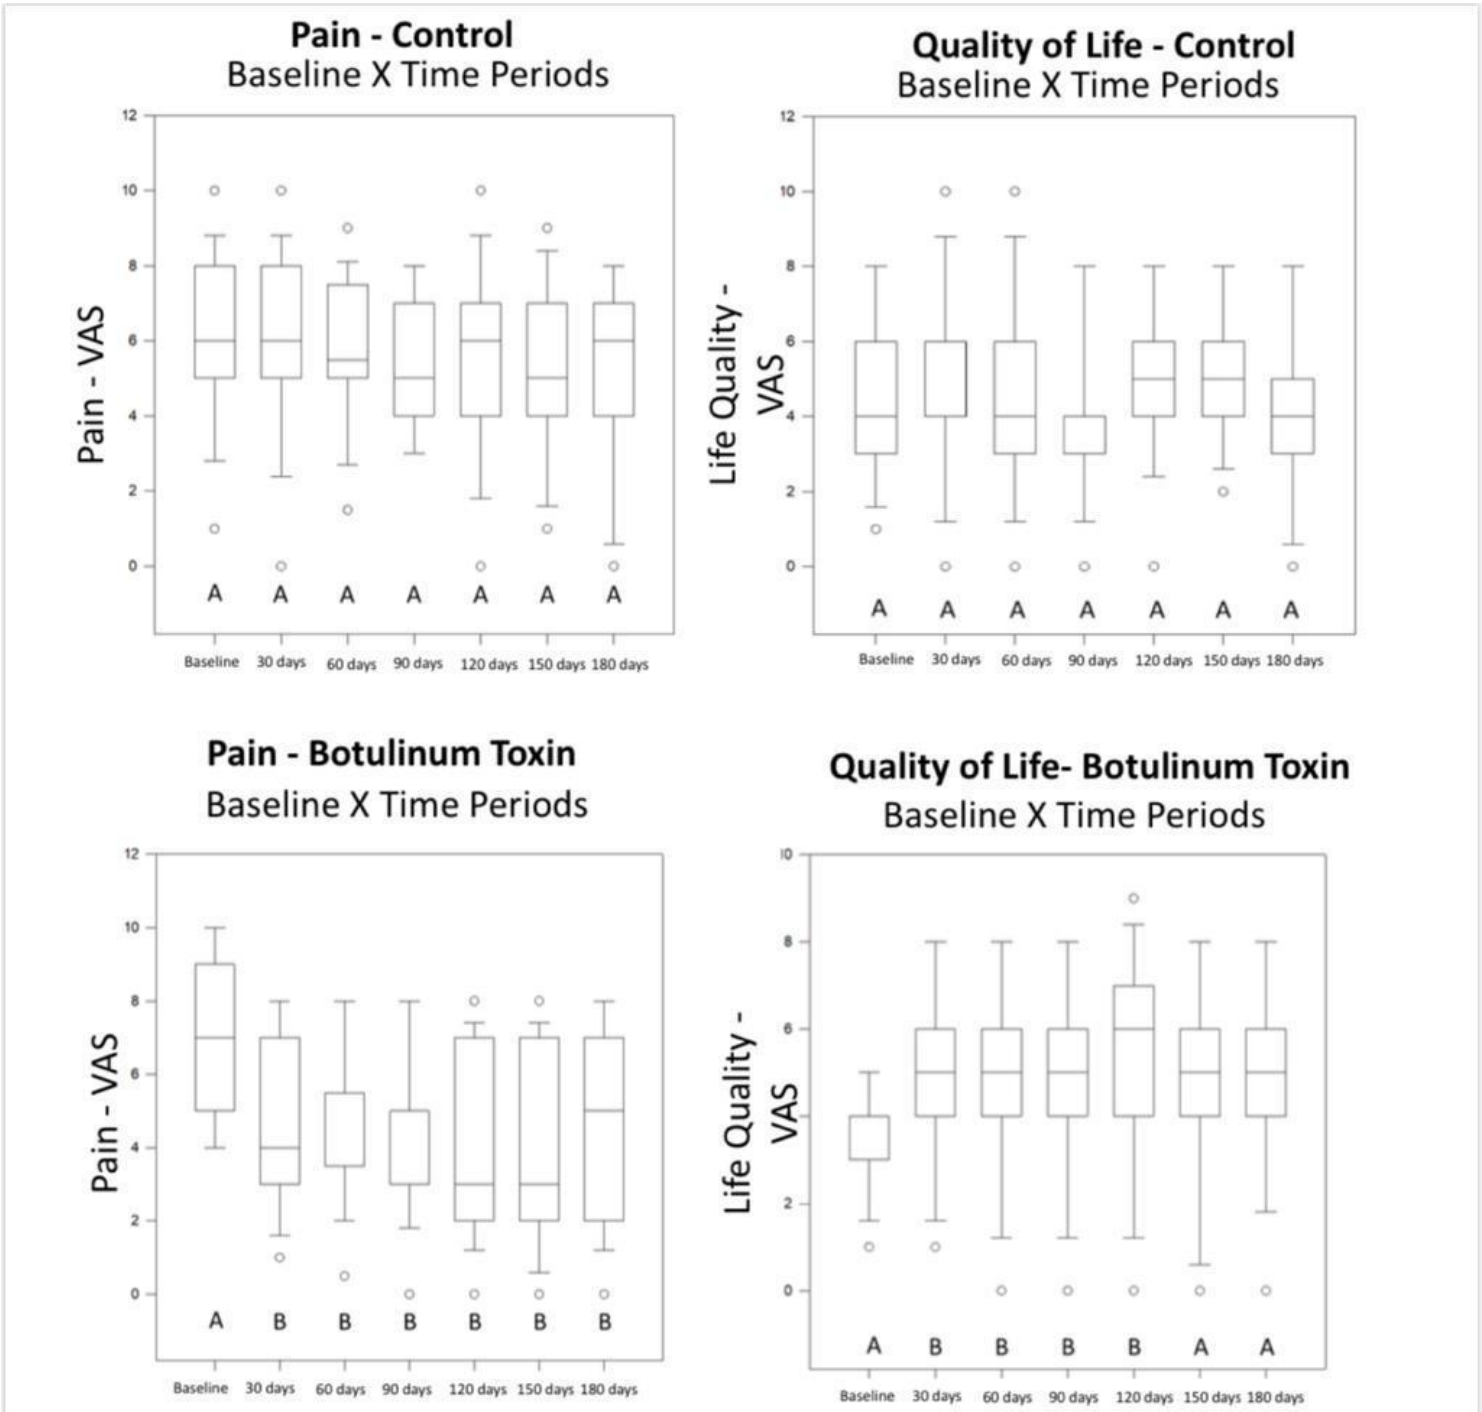 Pain - Control
Baseline X Time Periods
12
10
8
6
4
2
0
Pain - VAS
A A A A A A A
Baseline 30 days 60 days 90 days 120 days 150 days 180 days
Quality of Life - Control
Baseline X Time Periods
12
10
8
6
4
2
0
Life Quality -
VAS
A A A A A A A
Baseline 30 days 60 days 90 days 120 days 150 days 180 days
Pain - Botulinum Toxin
Baseline X Time Periods
12
10
8
6
4
2
0
Pain - VAS
A B B B B B B
Baseline 30 days 60 days 90 days 120 days 150 days 180 days
Quality of Life- Botulinum Toxin
Baseline X Time Periods
10
8
6
2
0
Life Quality -
VAS
A B B B B A A
Baseline 30 days 60 days 90 days 120 days 150 days 180 days